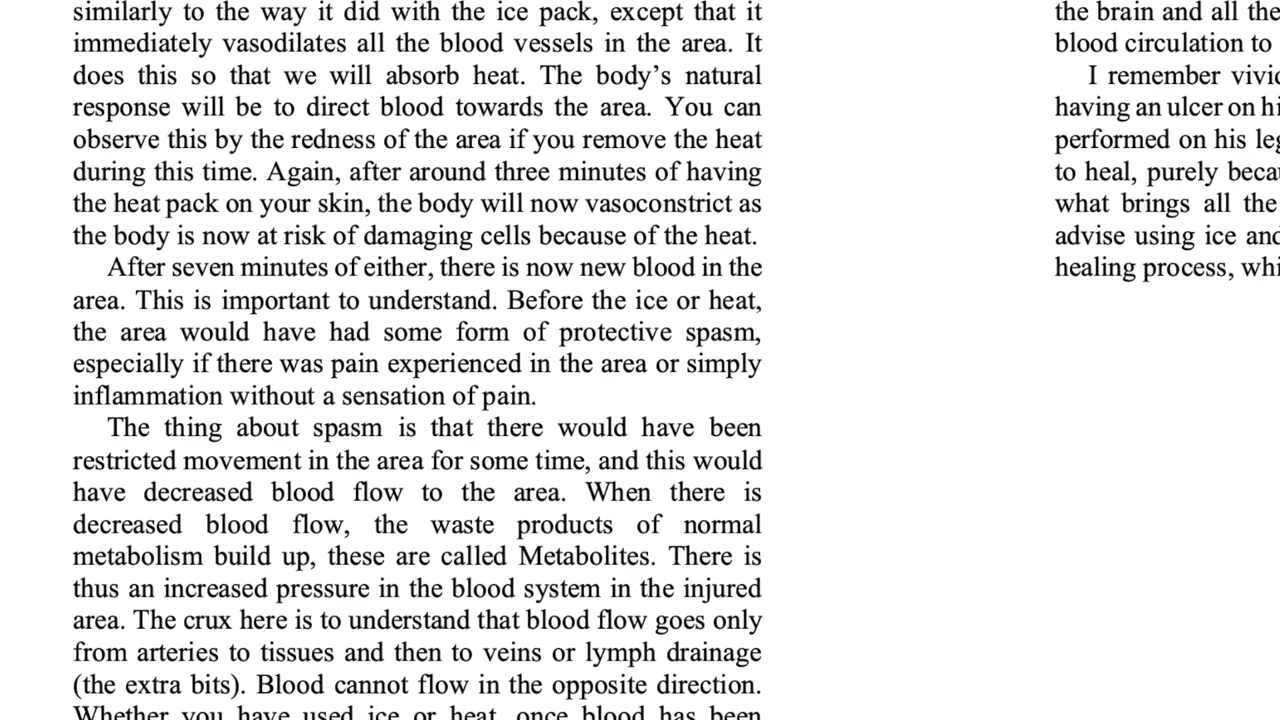 similarly to the way it did with the ice pack, except that it
immediately vasodilates all the blood vessels in the area. It
does this so that we will absorb heat. The body’s natural
response will be to direct blood towards the area. You can
observe this by the redness of the area if you remove the heat
during this time. Again, after around three minutes of having
the heat pack on your skin, the body will now vasoconstrict as
the body is now at risk of damaging cells because of the heat.
After seven minutes of either, there is now new blood in the
area. This is important to understand. Before the ice or heat,
the area would have had some form of protective spasm,
especially if there was pain experienced in the area or simply
inflammation without a sensation of pain.
The thing about spasm is that there would have been
restricted movement in the area for some time, and this would
have decreased blood flow to the area. When there is
decreased blood flow, the waste products of normal
metabolism build up, these are called Metabolites. There is
thus an increased pressure in the blood system in the injured
area. The crux here is to understand that blood flow goes only
from arteries to tissues and then to veins or lymph drainage
(the extra bits). Blood cannot flow in the opposite direction.
Whether you have used ice or heat, once blood has been
the brain and all the
blood circulation to
I remember
having an ulcer on
performed on his
to heal, purely
what brings all the
advise using ice
healing process,